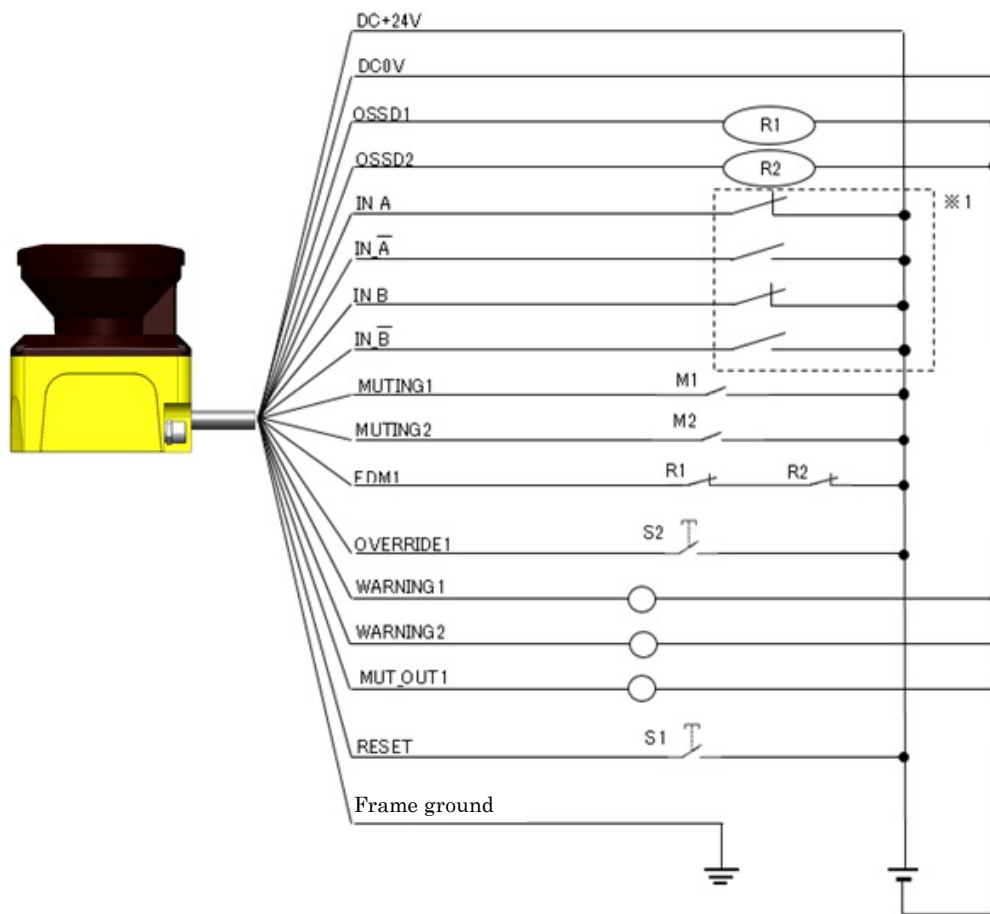 DC+24V
DC0V
OSSD1
R1
OSSD2
R2
IN A
※1
IN_A̅
IN B
IN_B̅
MUTING1 M1
MUTING2 M2
EDM1 R1 R2
OVERRIDE1 S2
WARNING1
WARNING2
MUT_OUT1
RESET S1
Frame ground